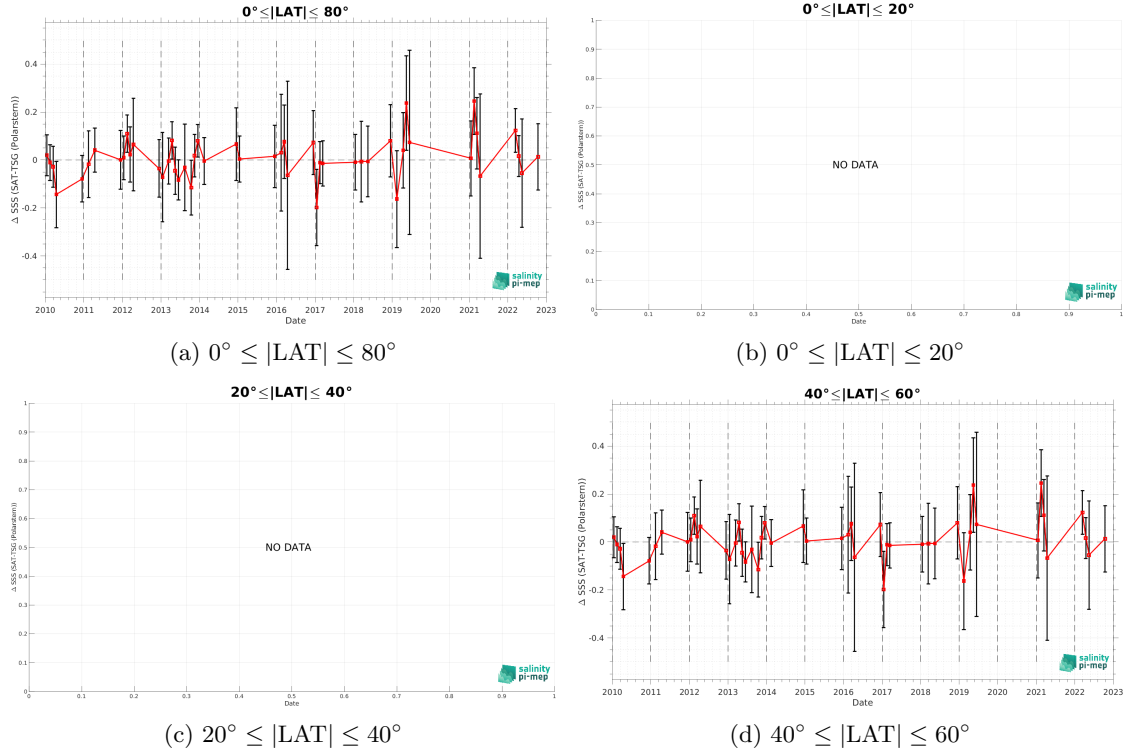 0°≤|LAT|≤ 80°
Δ SSS (SAT-TSG (Polarstern))
0.4
0.2
0
-0.2
-0.4
2010 2011 2012 2013 2014 2015 2016 2017 2018 2019 2020 2021 2022 2023
Date
salinity
pi-mep
(a) 0° ≤ |LAT| ≤ 80°
0°≤|LAT|≤ 20°
Δ SSS (SAT-TSG (Polarstern))
1
0.9
0.8
0.7
0.6
0.5
0.4
0.3
0.2
0.1
0
NO DATA
0 0.1 0.2 0.3 0.4 0.5 0.6 0.7 0.8 0.9 1
Date
salinity
pi-mep
(b) 0° ≤ |LAT| ≤ 20°
20°≤|LAT|≤ 40°
Δ SSS (SAT-TSG (Polarstern))
1
0.9
0.8
0.7
0.6
0.5
0.4
0.3
0.2
0.1
0
NO DATA
0 0.1 0.2 0.3 0.4 0.5 0.6 0.7 0.8 0.9 1
Date
salinity
pi-mep
(c) 20° ≤ |LAT| ≤ 40°
40°≤|LAT|≤ 60°
Δ SSS (SAT-TSG (Polarstern))
0.4
0.2
0
-0.2
-0.4
2010 2011 2012 2013 2014 2015 2016 2017 2018 2019 2020 2021 2022 2023
Date
salinity
pi-mep
(d) 40° ≤ |LAT| ≤ 60°